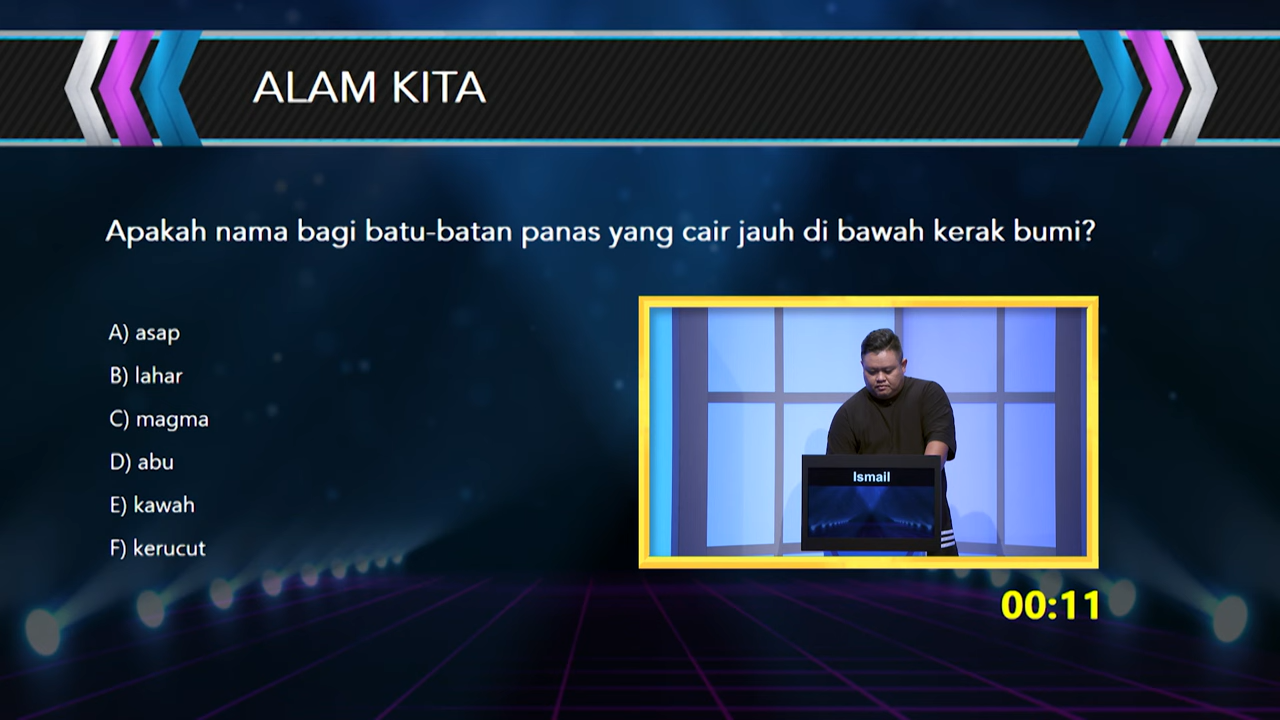 ALAM KITA
Apakah nama bagi batu-batan panas yang cair jauh di bawah kerak bumi?
A) asap
B) lahar
C) magma
D) abu
E) kawah
F) kerucut
Ismail
00:11